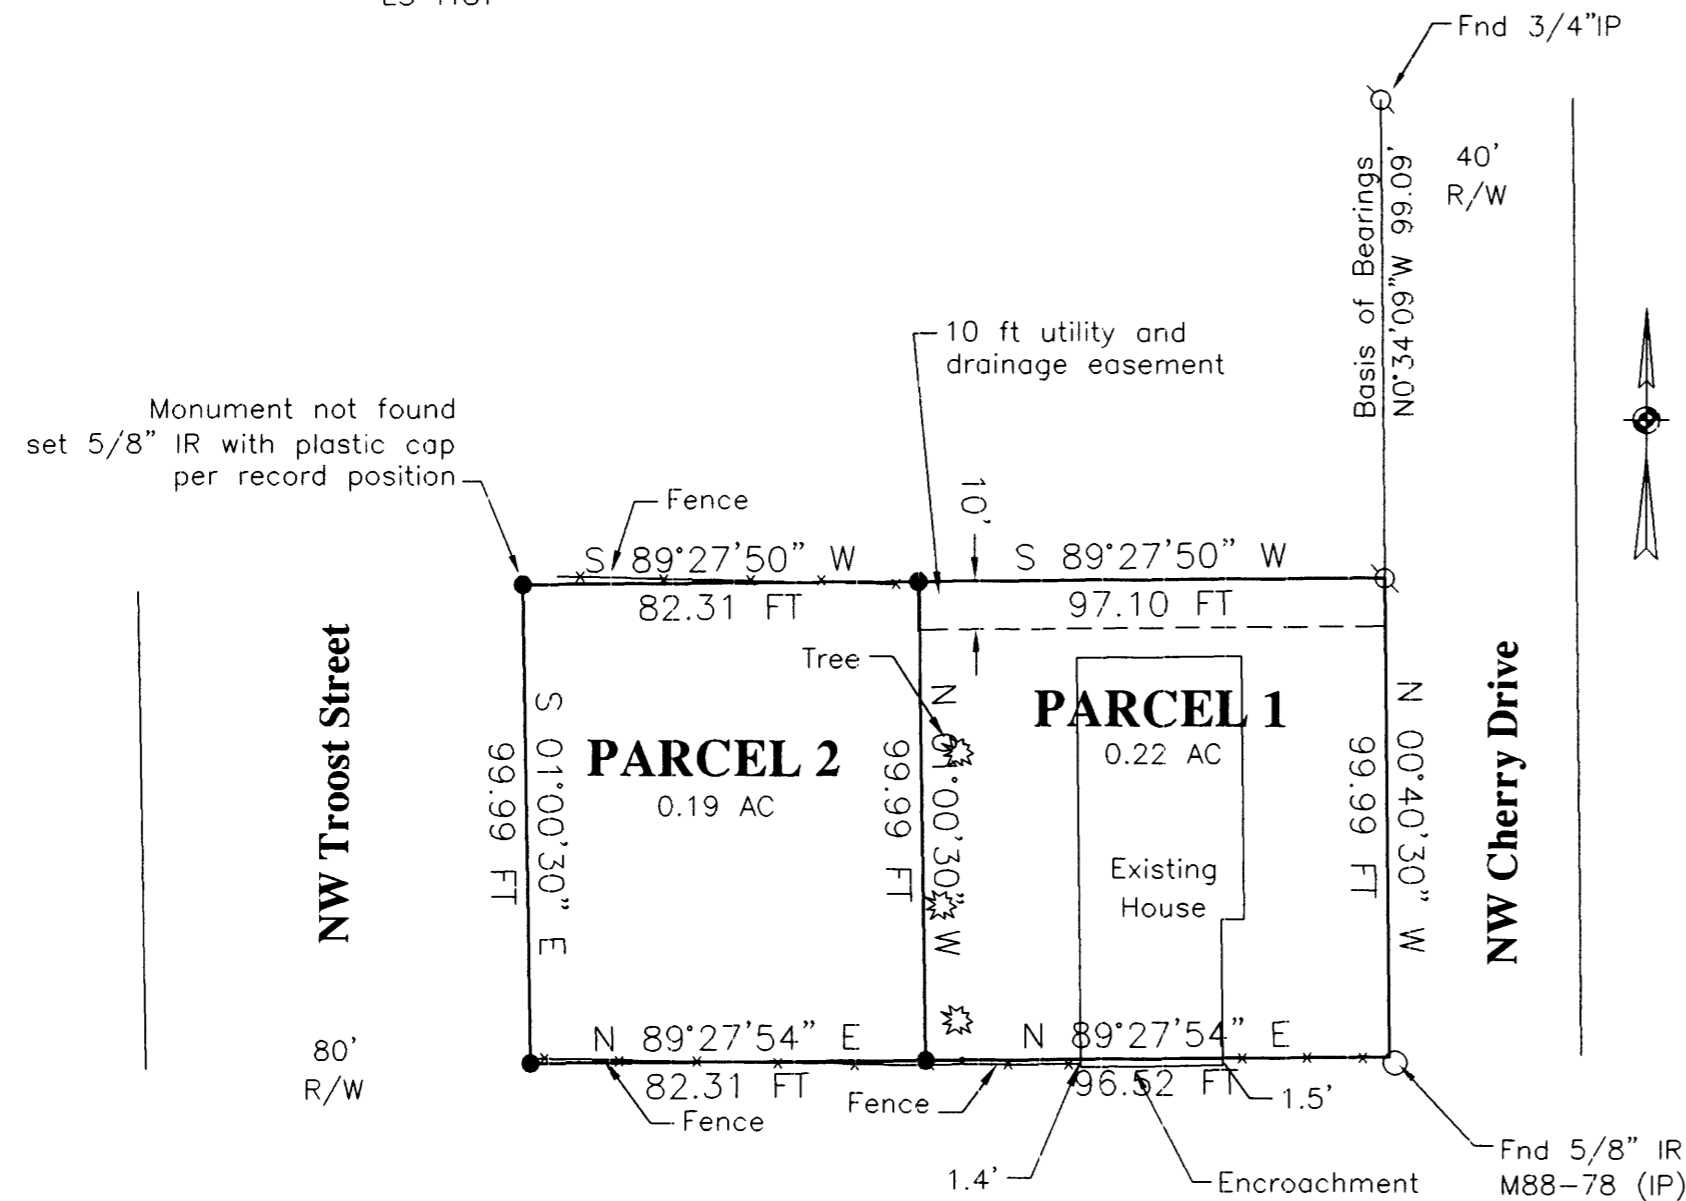 Fnd 3/4"IP
40'
R/W
Basis of Bearings
N0°34'09"W 99.09'
10 ft utility and
drainage easement
Monument not found
set 5/8" IR with plastic cap
per record position
Fence
10'
S 89°27'50" W
82.31 FT
S 89°27'50" W
97.10 FT
Tree
NW Troost Street
99.99 FT
S 01°00'30" E
PARCEL 2
0.19 AC
99.99 FT
N 01°00'30" W
PARCEL 1
0.22 AC
Existing
House
99.99 FT
N 00°40'30" W
NW Cherry Drive
80'
R/W
N 89°27'54" E
82.31 FT
Fence
N 89°27'54" E
96.52 FT
Fence
1.5'
1.4'
Encroachment
Fnd 5/8" IR
M88-78 (IP)